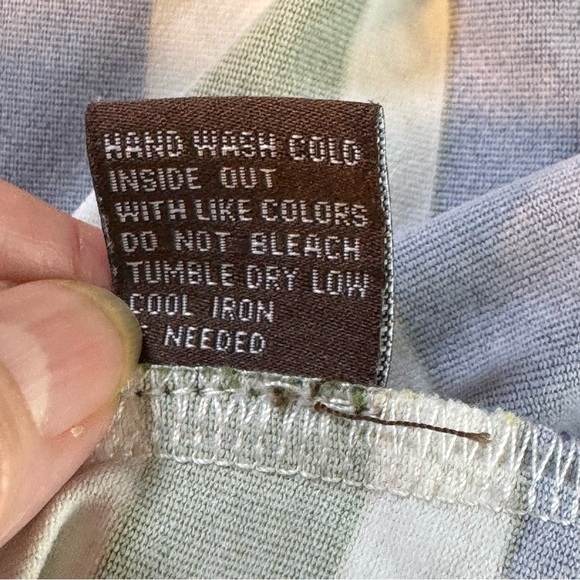 HAND WASH COLD
INSIDE OUT
WITH LIKE COLORS
DO NOT BLEACH
TUMBLE DRY LOW
COOL IRON
NEEDED